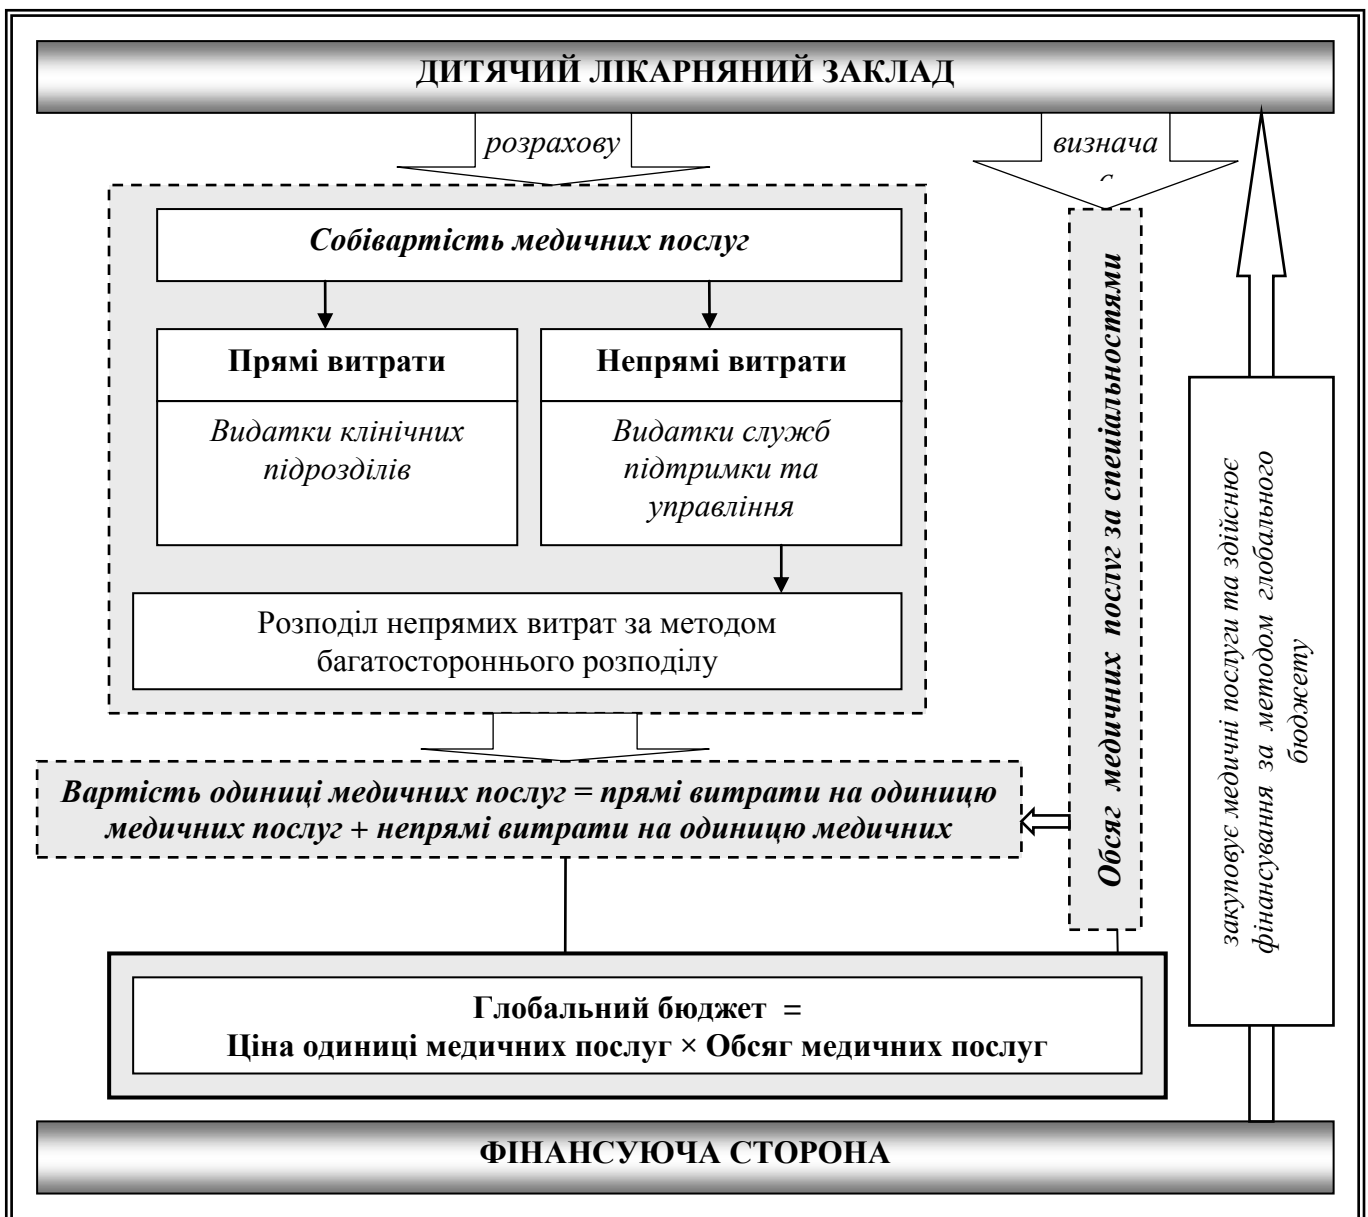 ДИТЯЧИЙ ЛІКАРНЯНИЙ ЗАКЛАД
розрахову
визнача
Собівартість медичних послуг
Прямі витрати
Видатки клінічних
підрозділів
Непрямі витрати
Видатки служб
підтримки та
управління
Розподіл непрямих витрат за методом
багатостороннього розподілу
Обсяг медичних послуг за спеціальностями
закуповує медичні послуги та здійснює
фінансування за методом глобального
бюджету
Вартість одиниці медичних послуг = прямі витрати на одиницю
медичних послуг + непрямі витрати на одиницю медичних
Глобальний бюджет =
Ціна одиниці медичних послуг × Обсяг медичних послуг
ФІНАНСУЮЧА СТОРОНА